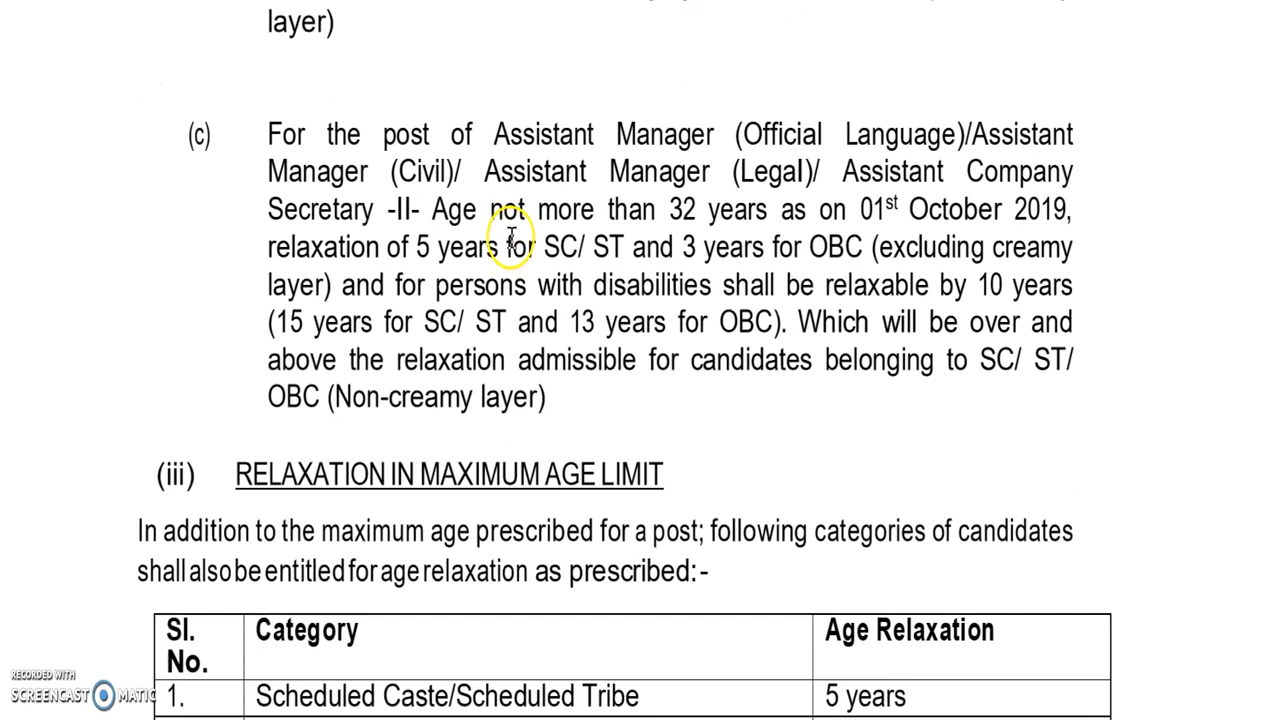 layer)
(c) For the post of Assistant Manager (Official Language)/Assistant
Manager (Civil)/ Assistant Manager (Legal)/ Assistant Company
Secretary -II- Age not more than 32 years as on 01st October 2019,
relaxation of 5 years for SC/ ST and 3 years for OBC (excluding creamy
layer) and for persons with disabilities shall be relaxable by 10 years
(15 years for SC/ ST and 13 years for OBC). Which will be over and
above the relaxation admissible for candidates belonging to SC/ ST/
OBC (Non-creamy layer)
(iii) RELAXATION IN MAXIMUM AGE LIMIT
In addition to the maximum age prescribed for a post; following categories of candidates
shall also be entitled for age relaxation as prescribed:-
Sl. No. Category Age Relaxation
1. Scheduled Caste/Scheduled Tribe 5 years
RECORDED WITH
SCREENCAST MATIC